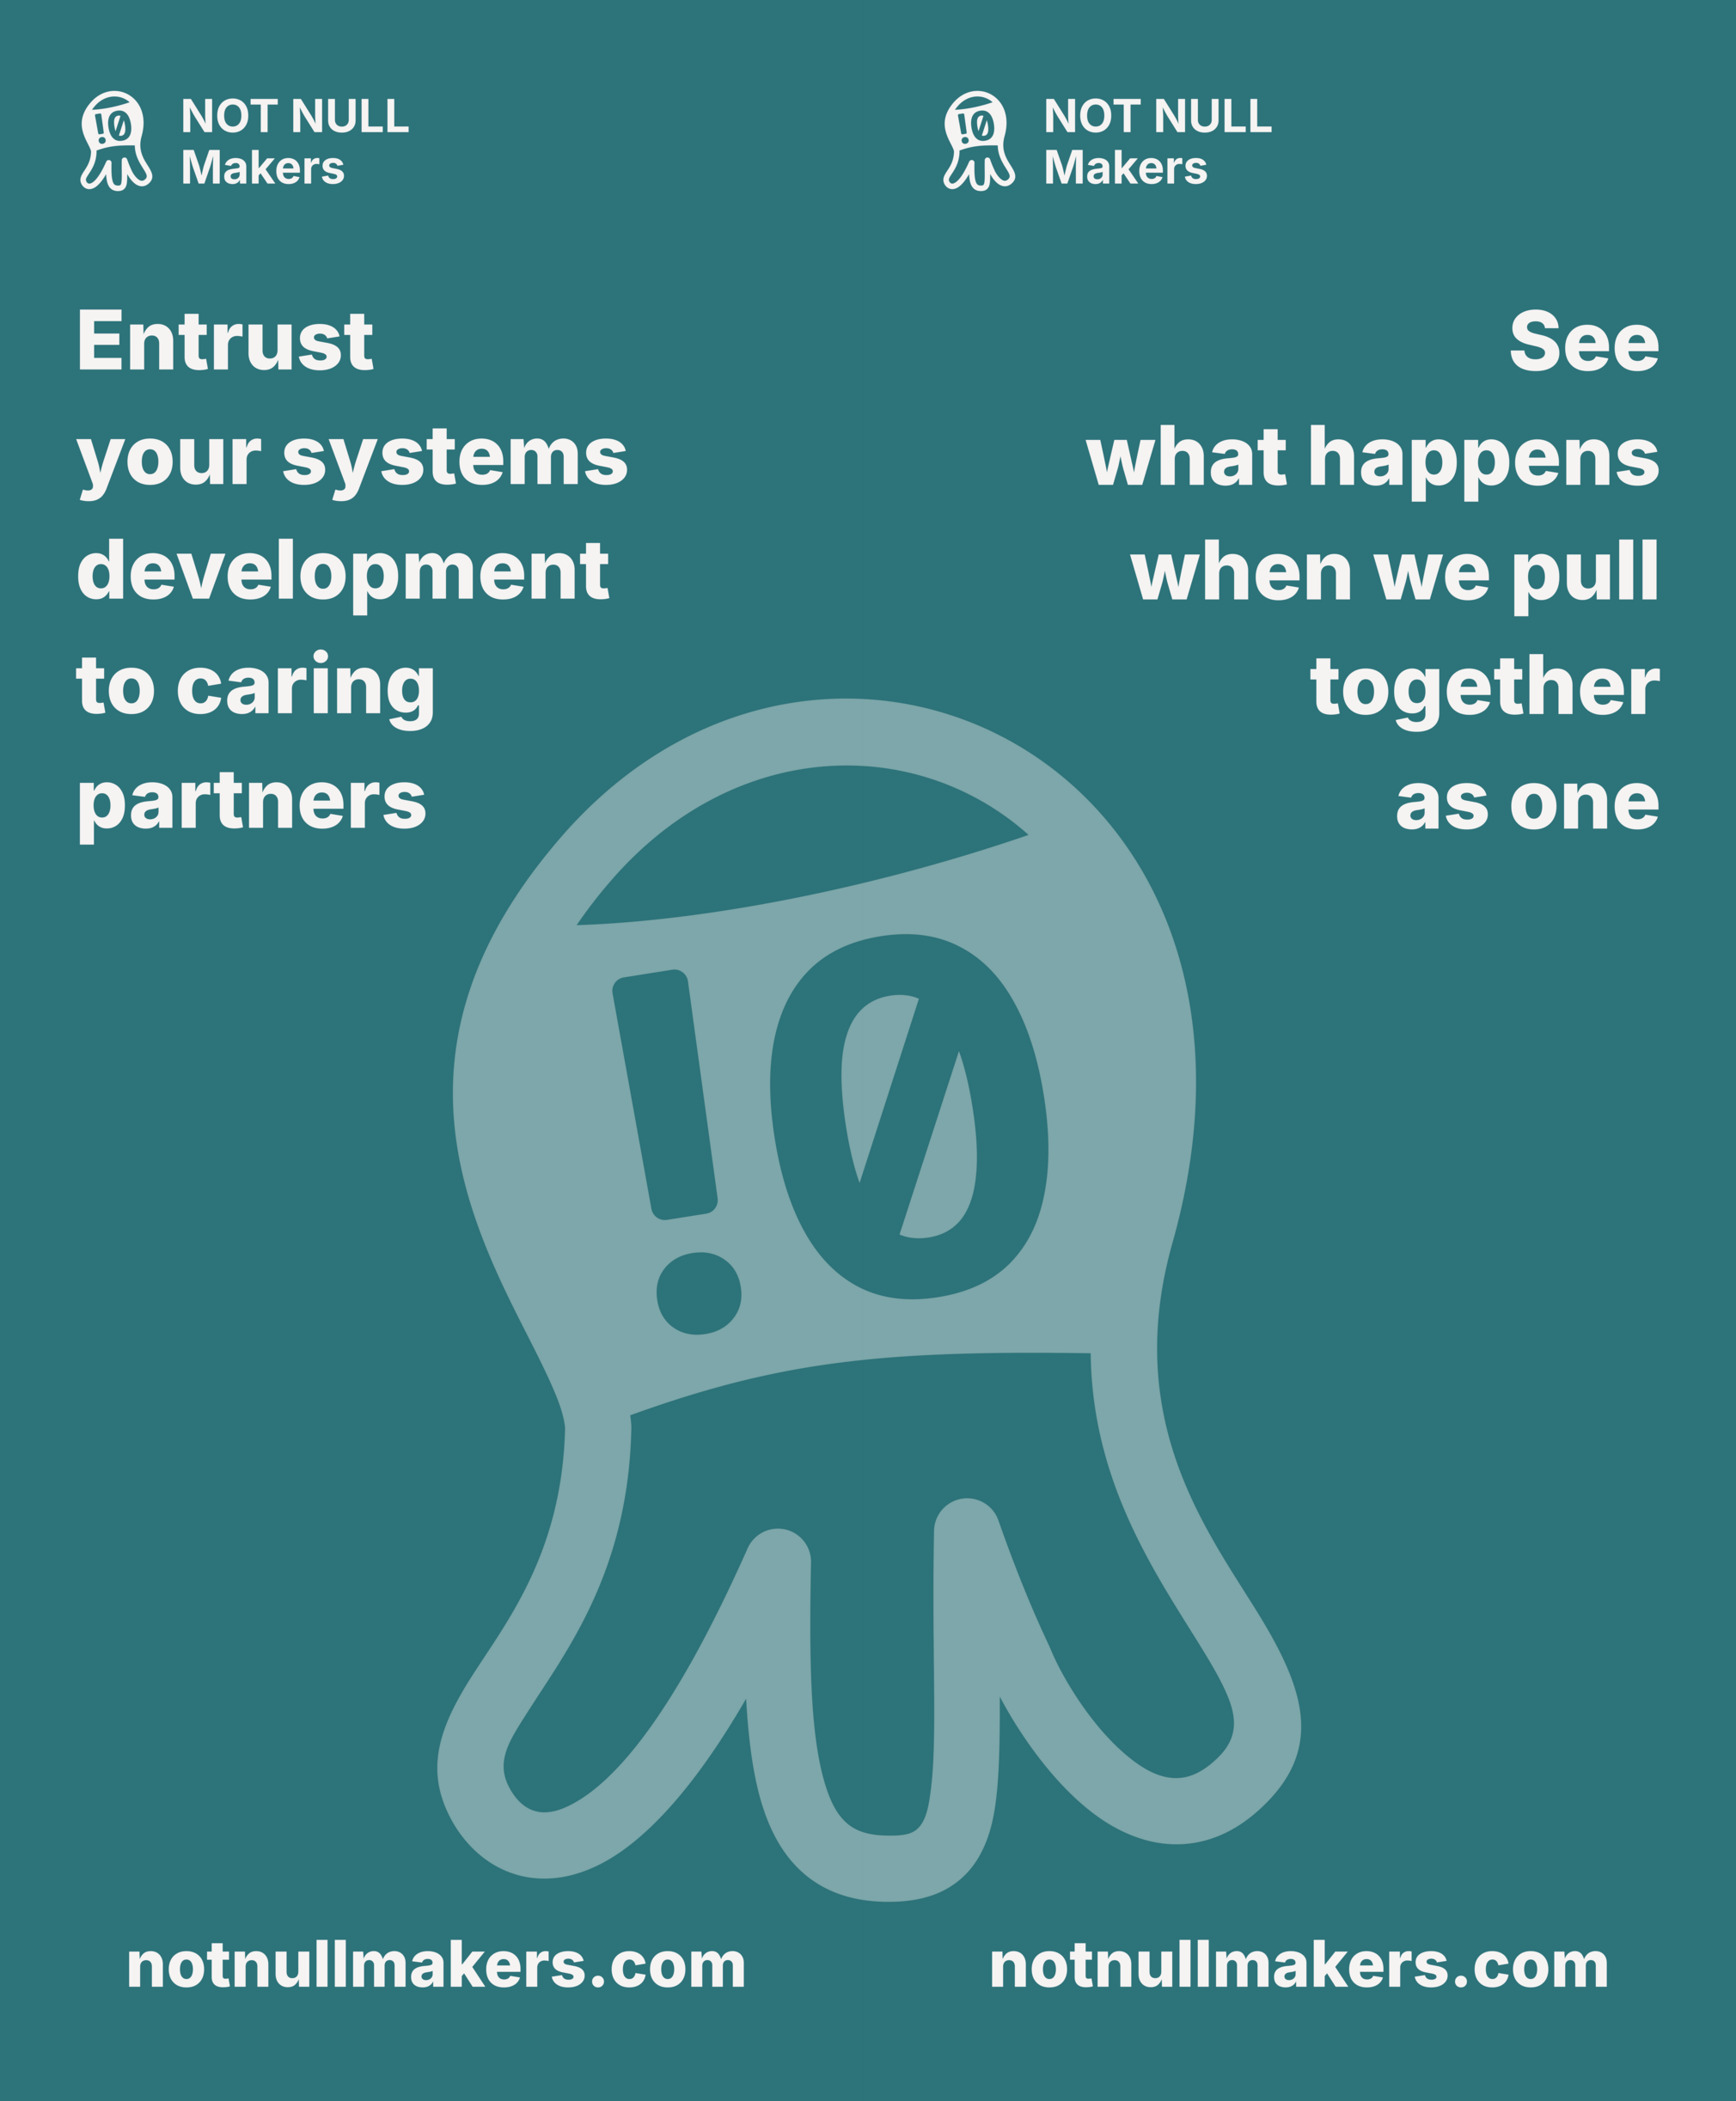 NOT NULL
Makers
Entrust
your systems
development
to caring
partners
notnullmakers.com
NOT NULL
Makers
See
what happens
when we pull
together
as one
notnullmakers.com
!0